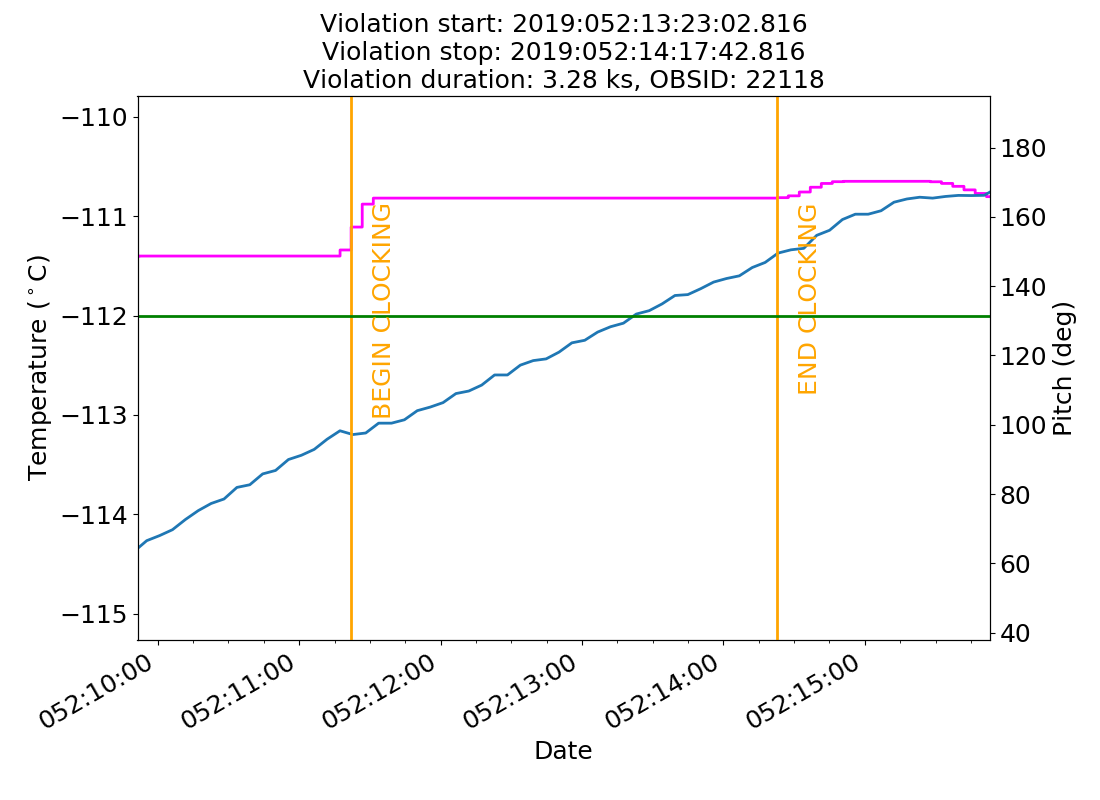 Violation start: 2019:052:13:23:02.816
Violation stop: 2019:052:14:17:42.816
Violation duration: 3.28 ks, OBSID: 22118
−110
−111
−112
−113
−114
−115
Temperature (°C)
BEGIN CLOCKING
END CLOCKING
180
160
140
120
100
80
60
40
Pitch (deg)
052:10:00
052:11:00
052:12:00
052:13:00
052:14:00
052:15:00
Date